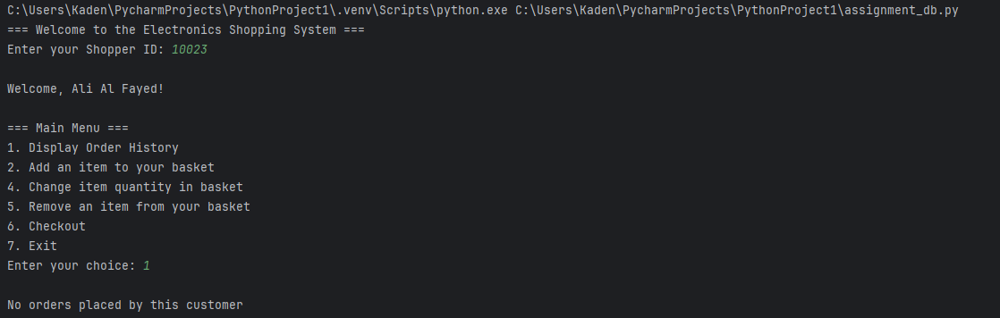 C:\Users\Kaden\PycharmProjects\PythonProject1\.venv\Scripts\python.exe C:\Users\Kaden\PycharmProjects\PythonProject1\assignment_db.py
=== Welcome to the Electronics Shopping System ===
Enter your Shopper ID: 10023
Welcome, Ali Al Fayed!
=== Main Menu ===
1. Display Order History
2. Add an item to your basket
4. Change item quantity in basket
5. Remove an item from your basket
6. Checkout
7. Exit
Enter your choice: 1
No orders placed by this customer